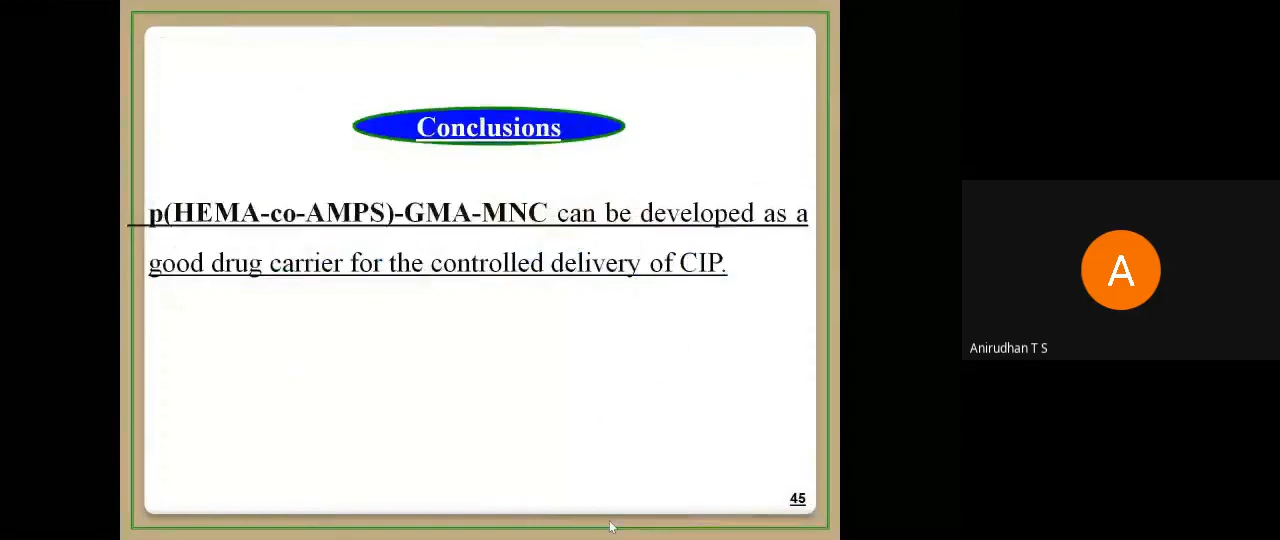 Conclusions
p(HEMA-co-AMPS)-GMA-MNC can be developed as a
good drug carrier for the controlled delivery of CIP.
45
A
Anirudhan T S